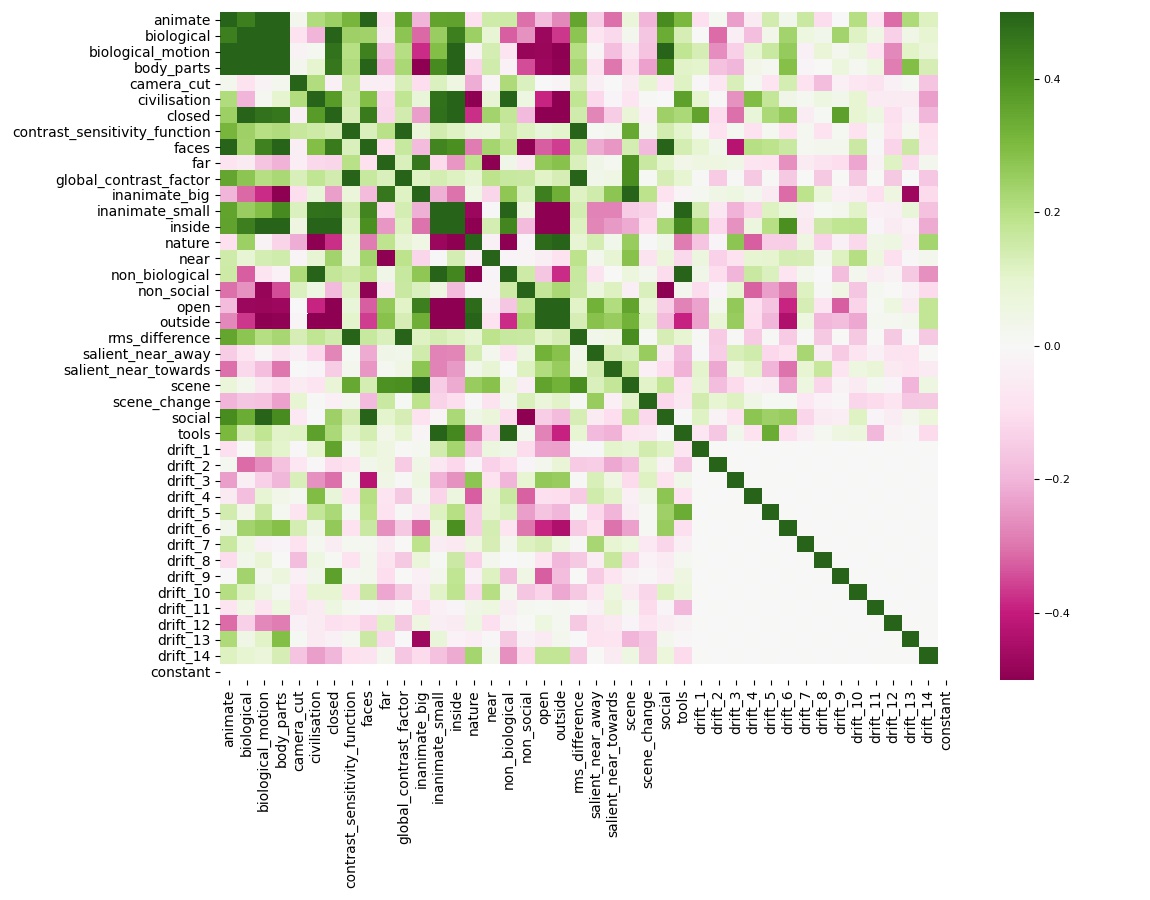 animate
biological
biological_motion
body_parts
camera_cut
civilisation
closed
contrast_sensitivity_function
faces
far
global_contrast_factor
inanimate_big
inanimate_small
inside
nature
near
non_biological
non_social
open
outside
rms_difference
salient_near_away
salient_near_towards
scene
scene_change
social
tools
drift_1
drift_2
drift_3
drift_4
drift_5
drift_6
drift_7
drift_8
drift_9
drift_10
drift_11
drift_12
drift_13
drift_14
constant
animate
biological
biological_motion
body_parts
camera_cut
civilisation
closed
contrast_sensitivity_function
faces
far
global_contrast_factor
inanimate_big
inanimate_small
inside
nature
near
non_biological
non_social
open
outside
rms_difference
salient_near_away
salient_near_towards
scene
scene_change
social
tools
drift_1
drift_2
drift_3
drift_4
drift_5
drift_6
drift_7
drift_8
drift_9
drift_10
drift_11
drift_12
drift_13
drift_14
constant
0.4
0.2
0.0
−0.2
−0.4